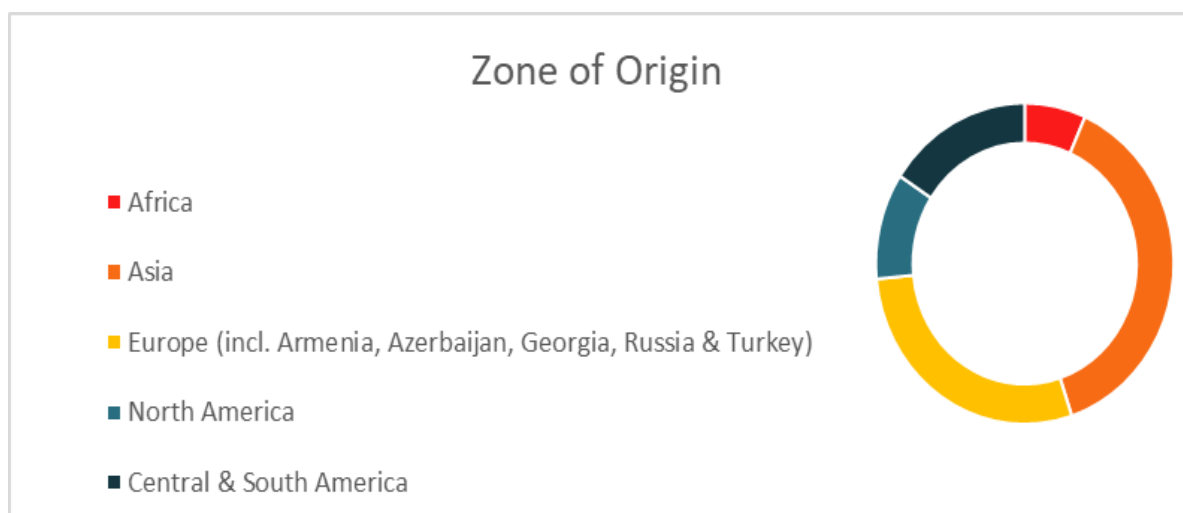 Zone of Origin
Africa
Asia
Europe (incl. Armenia, Azerbaijan, Georgia, Russia & Turkey)
North America
Central & South America